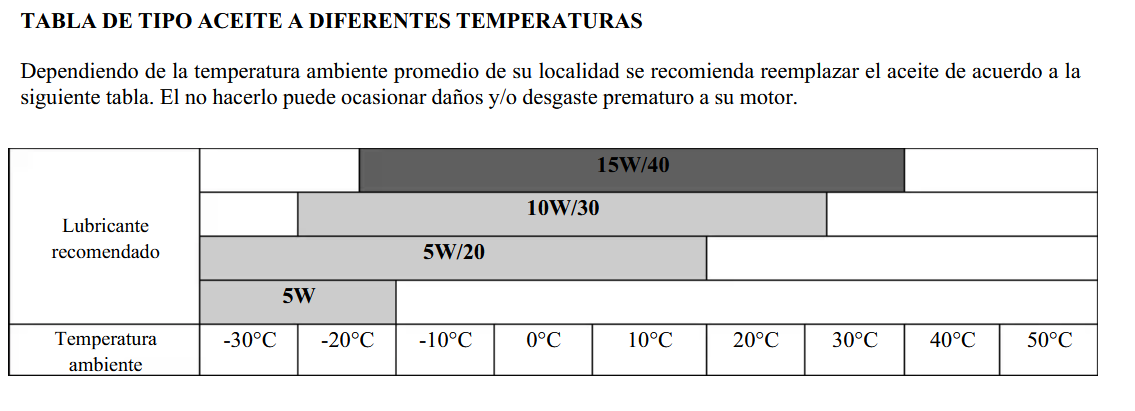 TABLA DE TIPO ACEITE A DIFERENTES TEMPERATURAS
Dependiendo de la temperatura ambiente promedio de su localidad se recomienda reemplazar el aceite de acuerdo a la
siguiente tabla. El no hacerlo puede ocasionar daños y/o desgaste prematuro a su motor.
Lubricante
recomendado
15W/40
10W/30
5W/20
5W
Temperatura
ambiente
-30°C -20°C -10°C 0°C 10°C 20°C 30°C 40°C 50°C